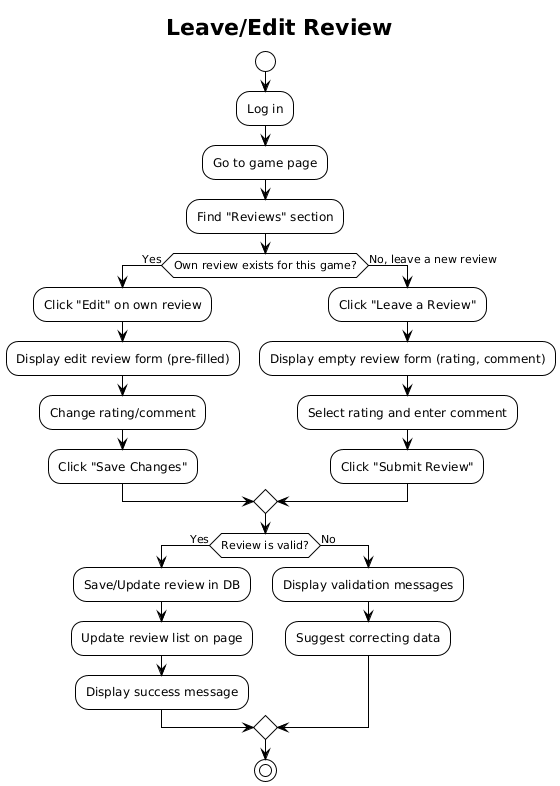 Leave/Edit Review
Log in
Go to game page
Find "Reviews" section
Own review exists for this game?
Yes
No, leave a new review
Click "Edit" on own review
Display edit review form (pre-filled)
Change rating/comment
Click "Save Changes"
Click "Leave a Review"
Display empty review form (rating, comment)
Select rating and enter comment
Click "Submit Review"
Review is valid?
Yes
No
Save/Update review in DB
Update review list on page
Display success message
Display validation messages
Suggest correcting data